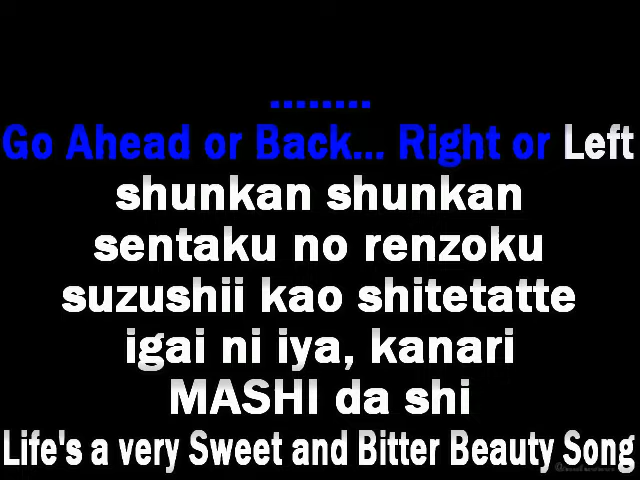 ........
Go Ahead or Back... Right or Left
shunkan shunkan
sentaku no renzoku
suzushii kao shitetatte
igai ni iya, kanari
MASHI da shi
Life's a very Sweet and Bitter Beauty Song